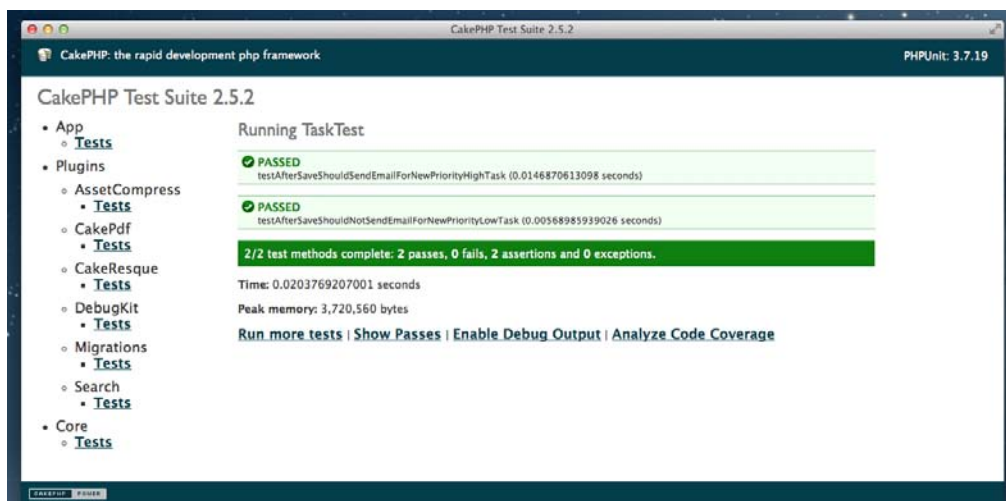 CakePHP Test Suite 2.5.2
CakePHP: the rapid development php framework
PHPUnit: 3.7.19
CakePHP Test Suite 2.5.2
App
Tests
Plugins
AssetCompress
Tests
CakePdf
Tests
CakeResque
Tests
DebugKit
Tests
Migrations
Tests
Search
Tests
Core
Tests
Running TaskTest
PASSED
testAfterSaveShouldSendEmailForNewPriorityHighTask (0.0146870613098 seconds)
PASSED
testAfterSaveShouldNotSendEmailForNewPriorityLowTask (0.00568985939026 seconds)
2/2 test methods complete: 2 passes, 0 fails, 2 assertions and 0 exceptions.
Time: 0.0203769207001 seconds
Peak memory: 3,720,560 bytes
Run more tests | Show Passes | Enable Debug Output | Analyze Code Coverage
CAKEPHP POWER